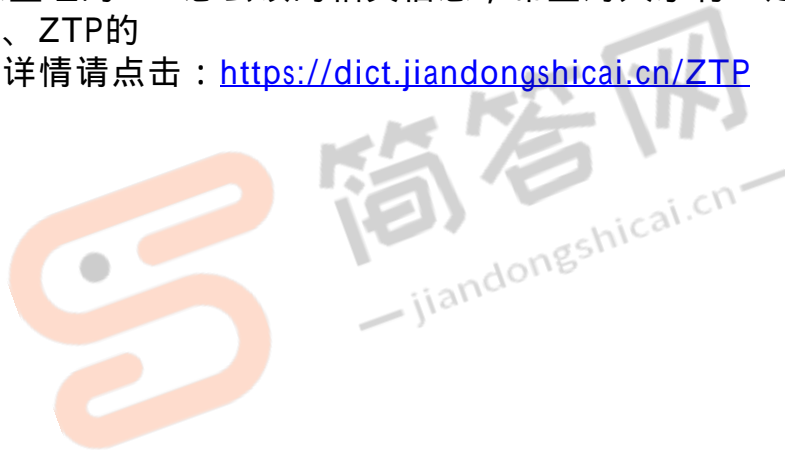 、ZTP的
详情请点击：https://dict.jiandongshicai.cn/ZTP
简答网
— jiandongshicai.cn —